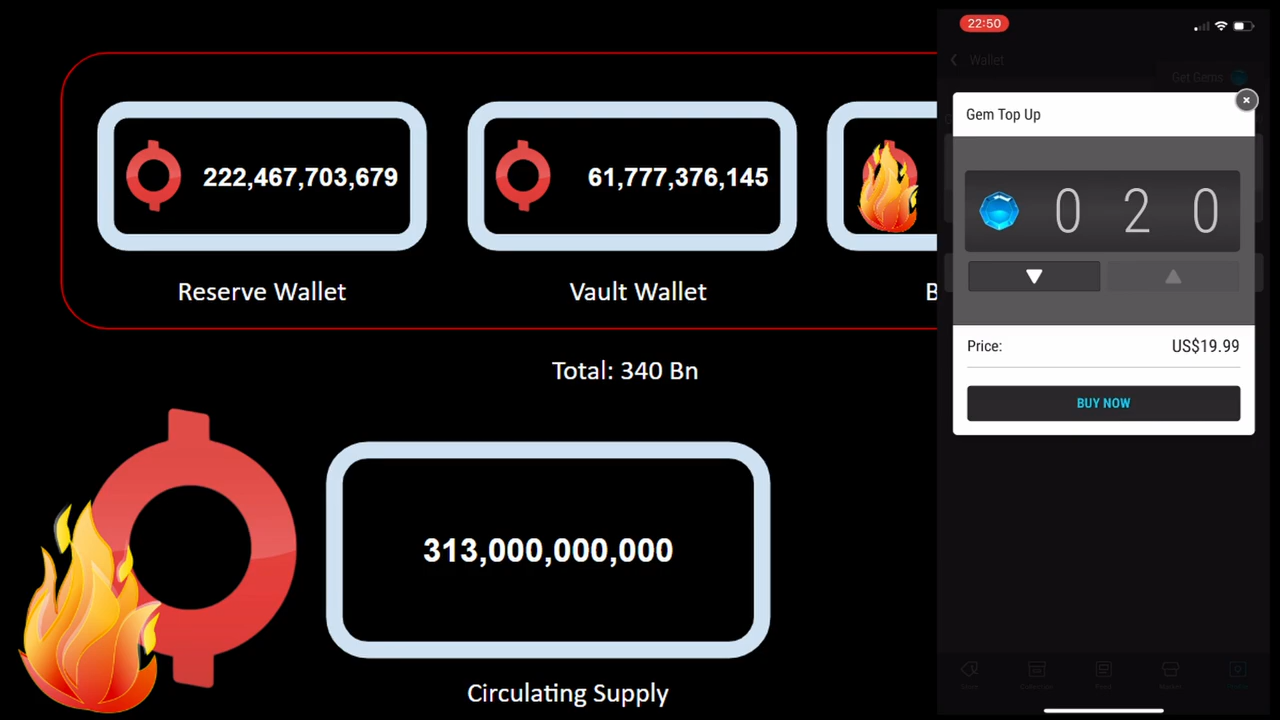 222,467,703,679
61,777,376,145
Reserve Wallet
Vault Wallet
B
Total: 340 Bn
313,000,000,000
Circulating Supply
22:50
Wallet
Get Gems
Gem Top Up
0 2 0
Price:
US$19.99
BUY NOW